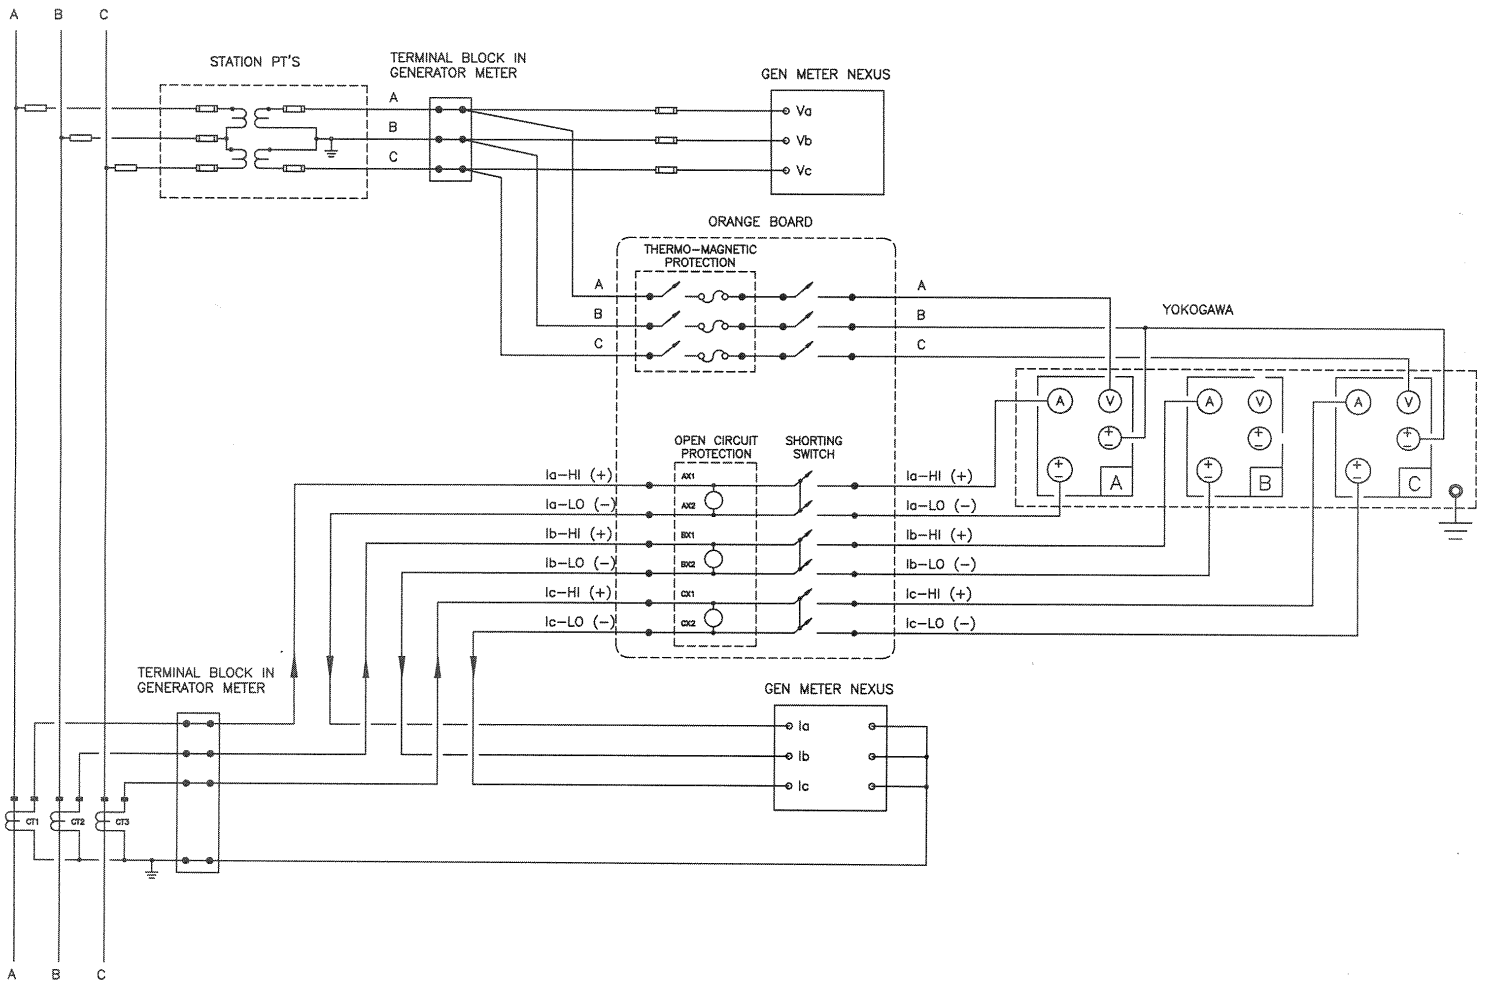 A B C
STATION PT'S
TERMINAL BLOCK IN
GENERATOR METER
GEN METER NEXUS
A
B
C
Va
Vb
Vc
ORANGE BOARD
THERMO-MAGNETIC
PROTECTION
A
B
C
A
B
C
YOKOGAWA
A V
+
−
+
−
A
A V
+
−
+
−
B
A V
+
−
+
−
C
OPEN CIRCUIT
PROTECTION
SHORTING
SWITCH
Ia-HI (+)
Ia-LO (-)
Ib-HI (+)
Ib-LO (-)
Ic-HI (+)
Ic-LO (-)
AX1
AX2
BX1
BX2
CX1
CX2
Ia-HI (+)
Ia-LO (-)
Ib-HI (+)
Ib-LO (-)
Ic-HI (+)
Ic-LO (-)
TERMINAL BLOCK IN
GENERATOR METER
GEN METER NEXUS
Ia
Ib
Ic
CT1 CT2 CT3
A B C